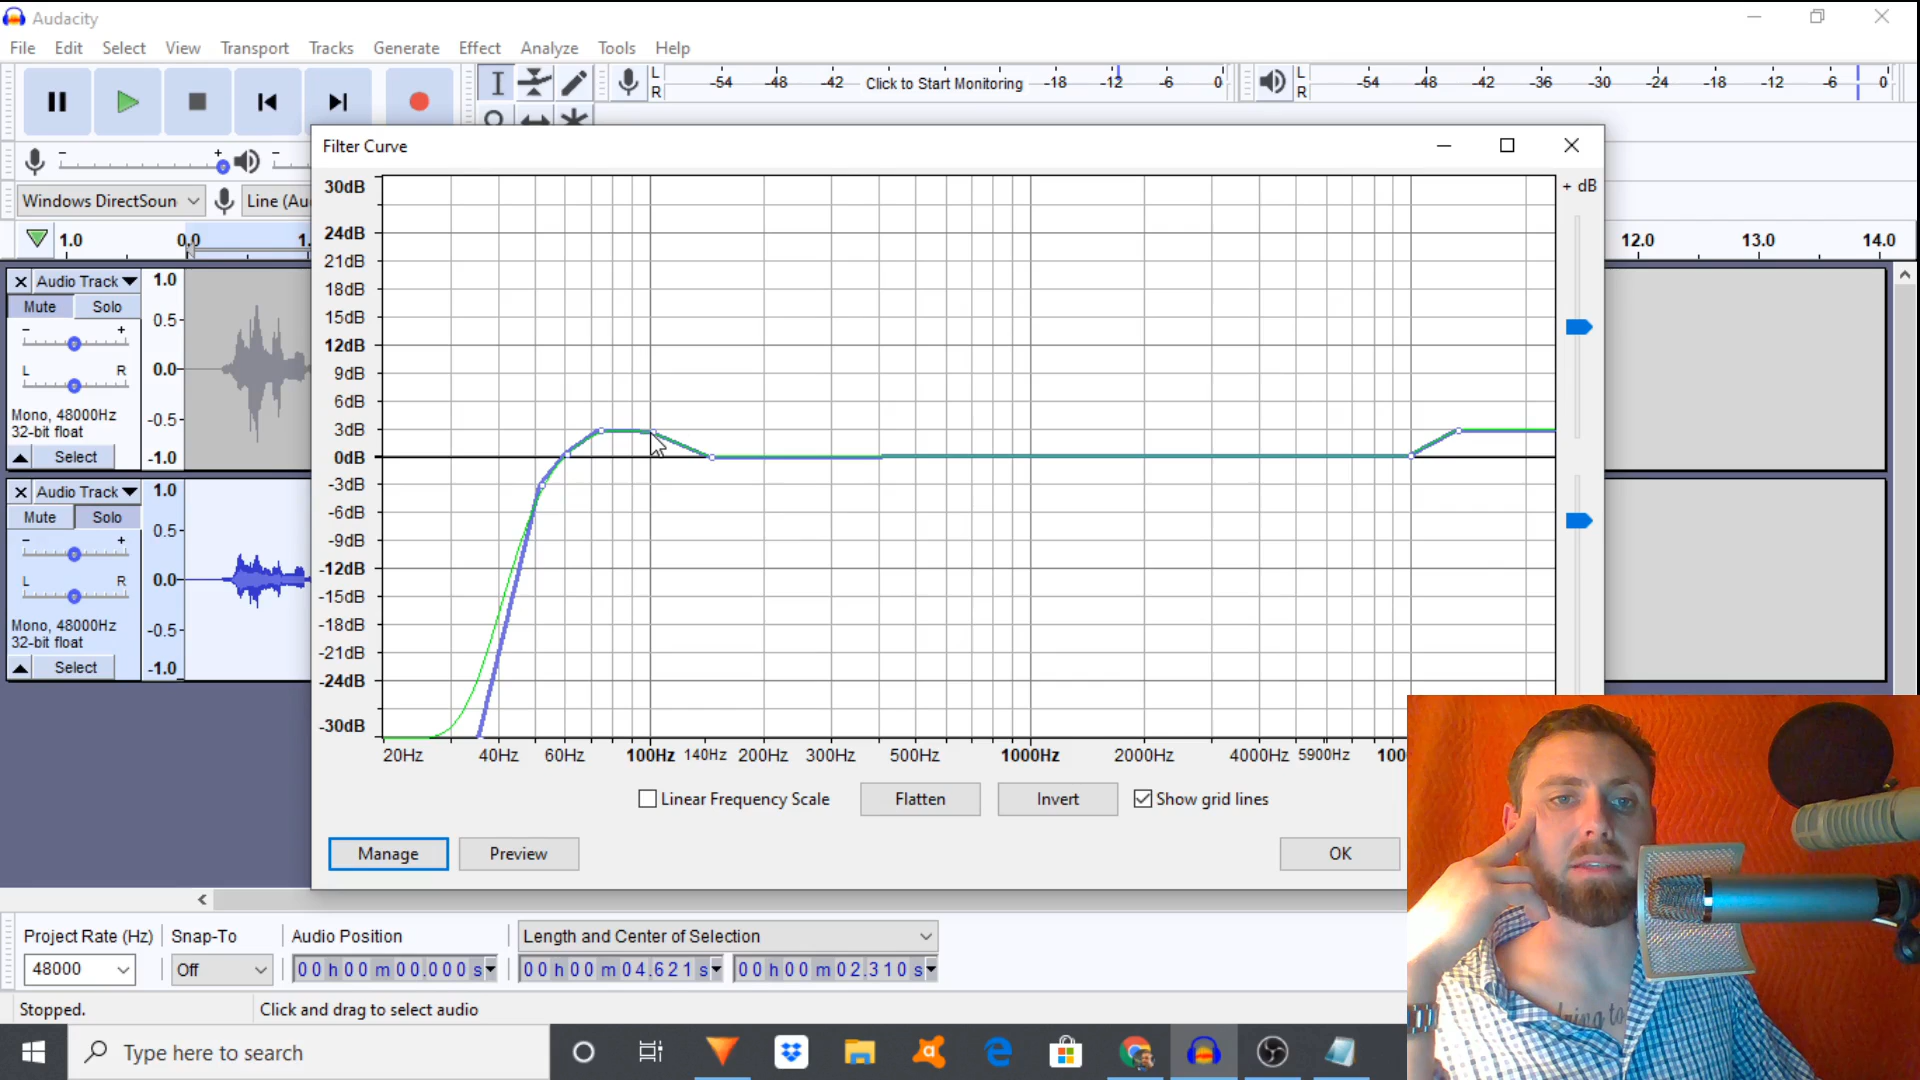 Audacity
File Edit Select View Transport Tracks Generate Effect Analyze Tools Help
L R -54 -48 -42 Click to Start Monitoring -18 -12 -6 0
L R -54 -48 -42 -36 -30 -24 -18 -12 -6 0
Filter Curve
Windows DirectSoun
Line (Au
1.0 0.0 1.
12.0 13.0 14.0
Audio Track
Mute Solo
- +
L R
Mono, 48000Hz
32-bit float
Select
1.0
0.5-
0.0-
-0.5-
-1.0
Audio Track
Mute Solo
- +
L R
Mono, 48000Hz
32-bit float
Select
1.0
0.5-
0.0-
-0.5-
-1.0
+ dB
30dB
24dB
21dB
18dB
15dB
12dB
9dB
6dB
3dB
0dB
-3dB
-6dB
-9dB
-12dB
-15dB
-18dB
-21dB
-24dB
-30dB
20Hz 40Hz 60Hz 100Hz 140Hz 200Hz 300Hz 500Hz 1000Hz 2000Hz 4000Hz 5900Hz 100
Linear Frequency Scale Flatten Invert Show grid lines
Manage Preview OK
Project Rate (Hz) Snap-To Audio Position Length and Center of Selection
48000 Off 00 h 00 m 00.000 s 00 h 00 m 04.621 s 00 h 00 m 02.310 s
Stopped. Click and drag to select audio
Type here to search